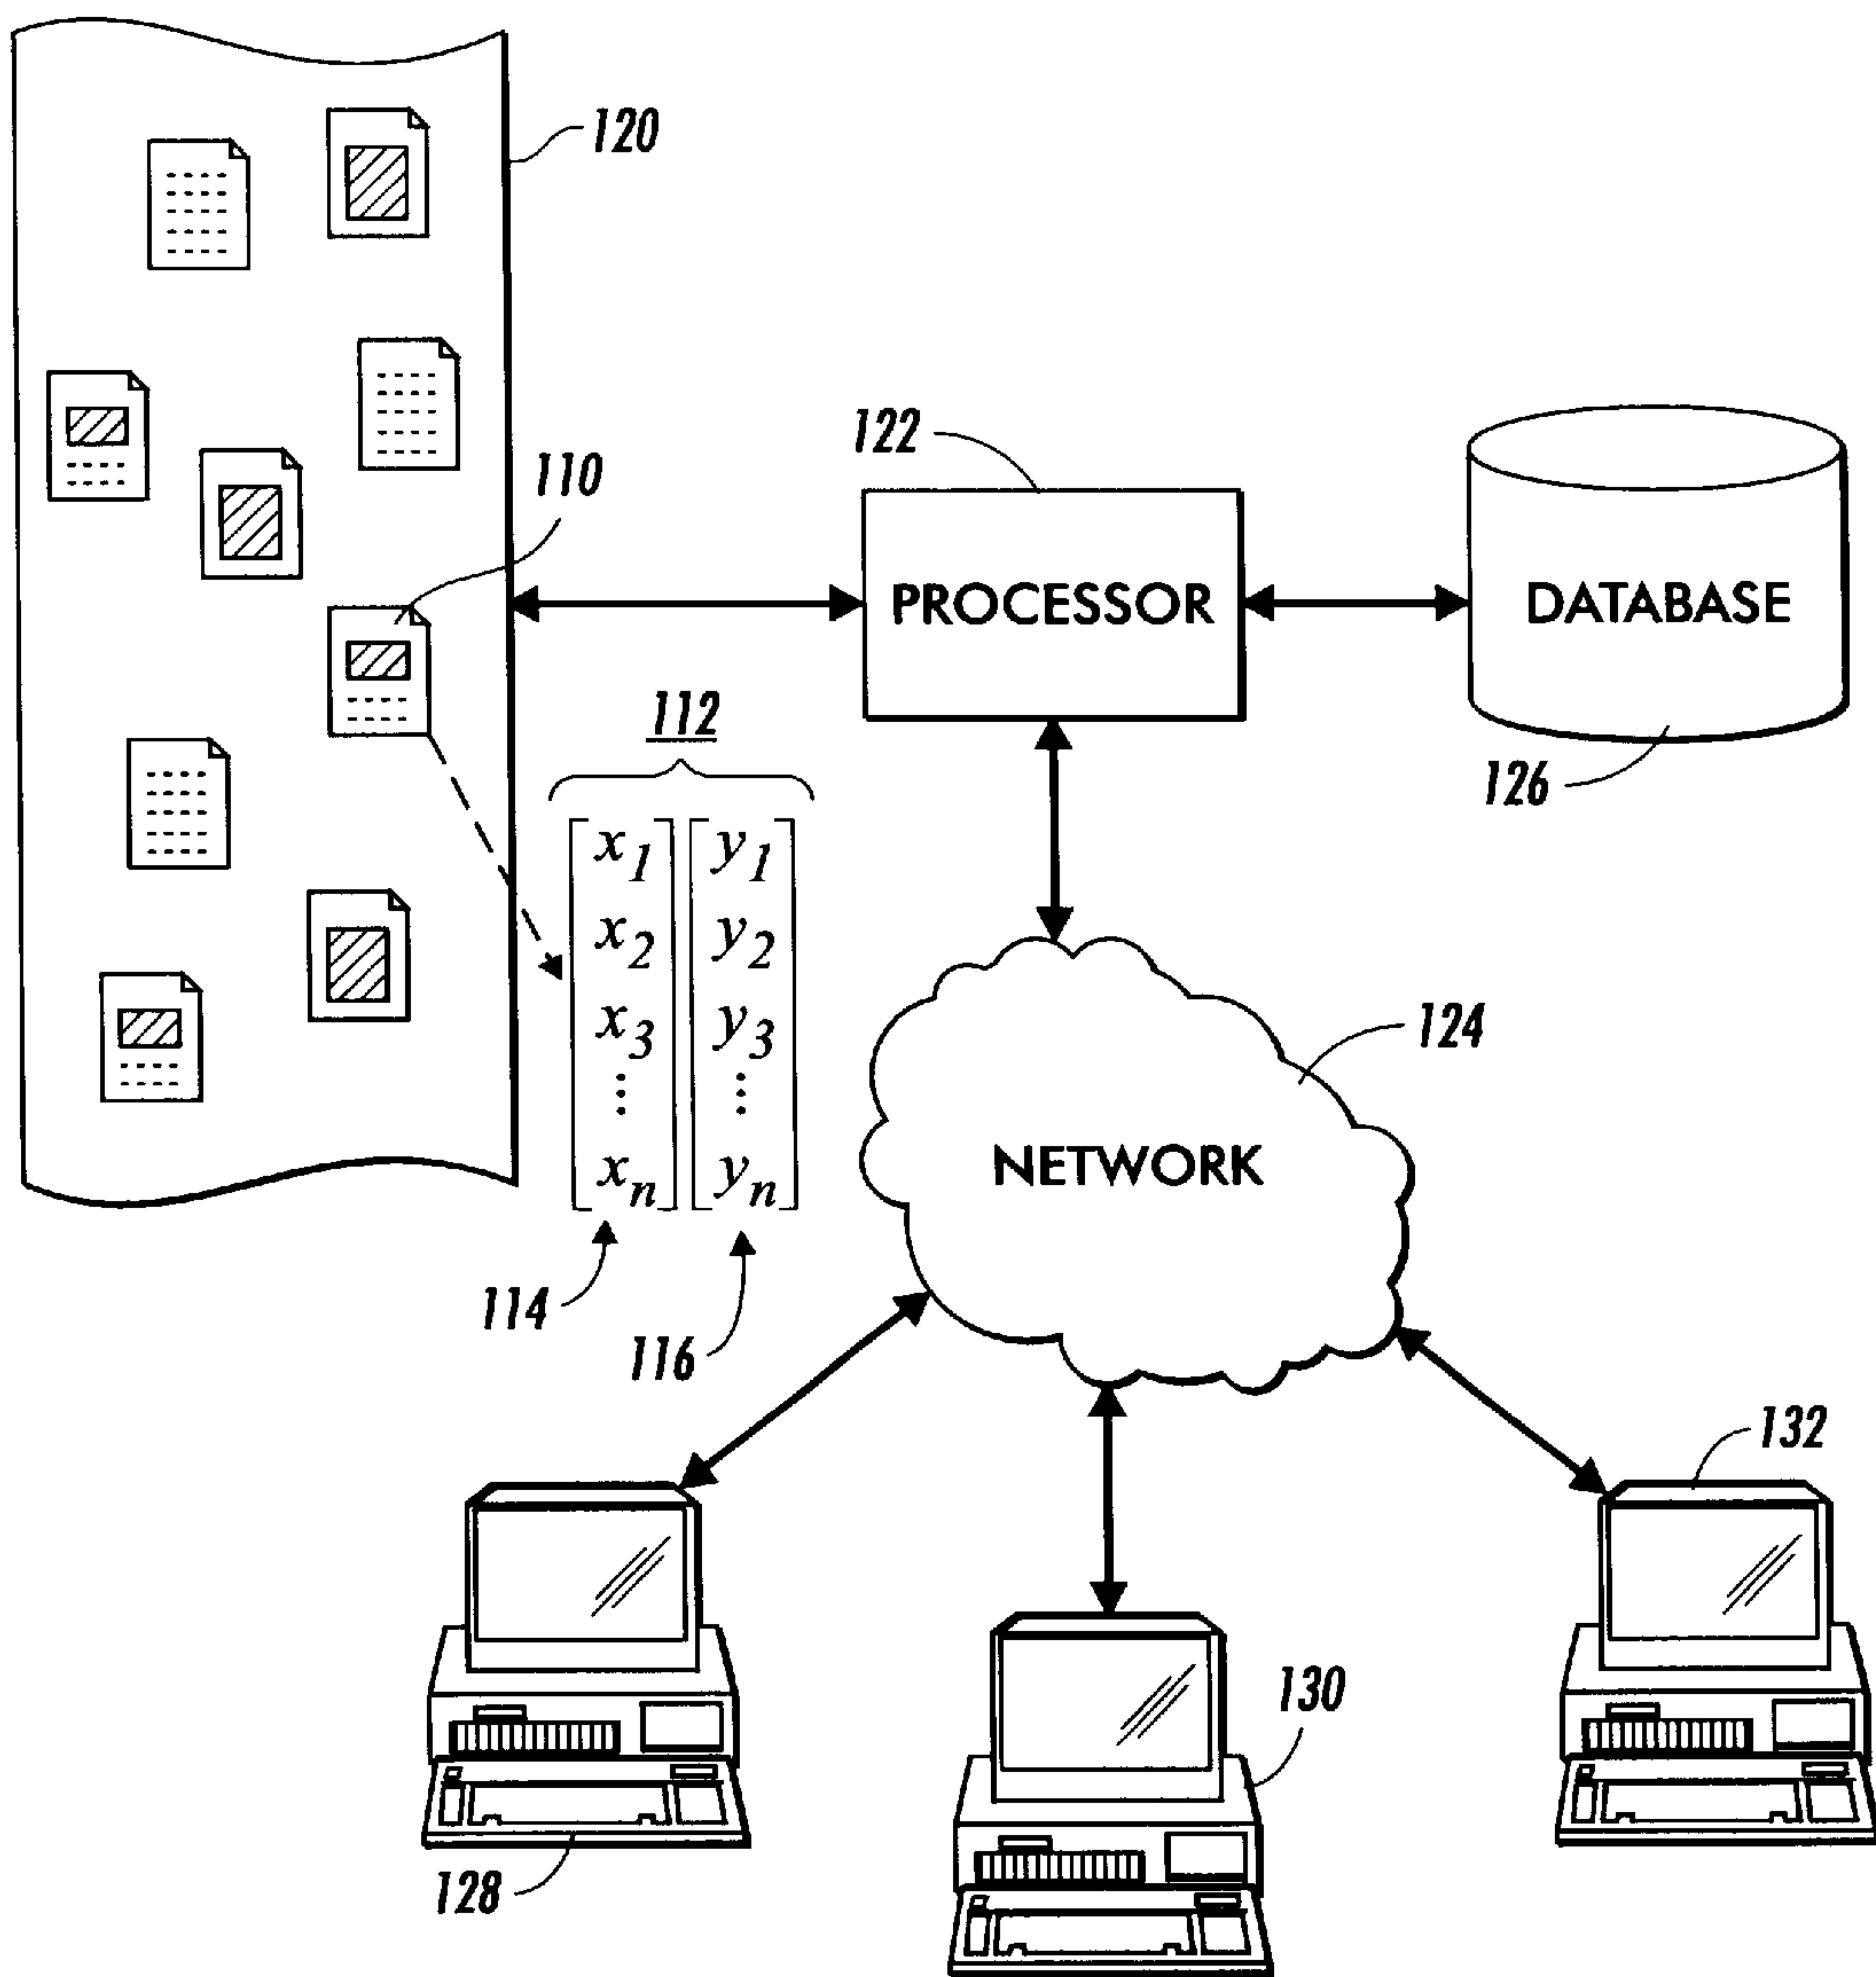 120
110
122
PROCESSOR
DATABASE
126
112
x1 y1
x2 y2
x3 y3
⋮ ⋮
xn yn
114
116
124
NETWORK
132
130
128